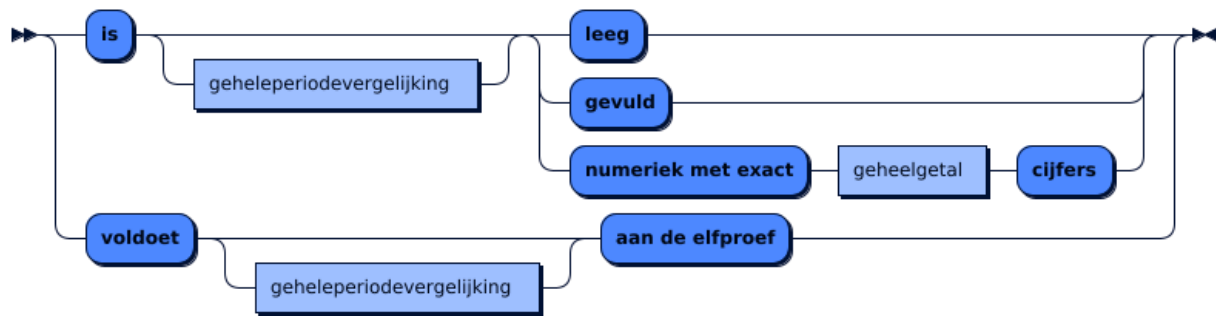 is leeg
geheleperiodevergelijking
gevuld
numeriek met exact geheelgetal cijfers
voldoet aan de elfproef
geheleperiodevergelijking